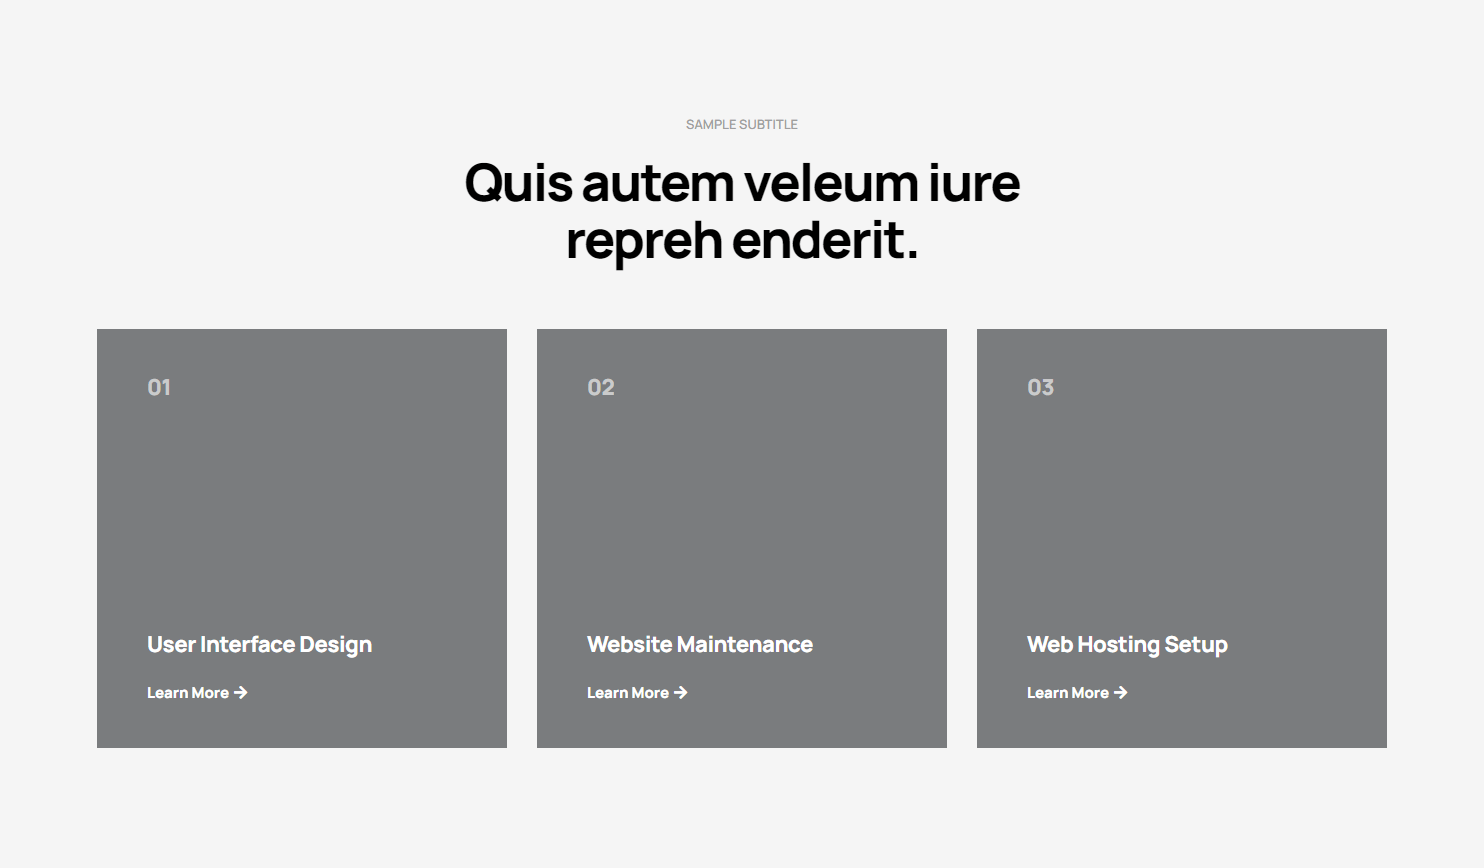 SAMPLE SUBTITLE
Quis autem veleum iure
repreh enderit.
01
User Interface Design
Learn More →
02
Website Maintenance
Learn More →
03
Web Hosting Setup
Learn More →